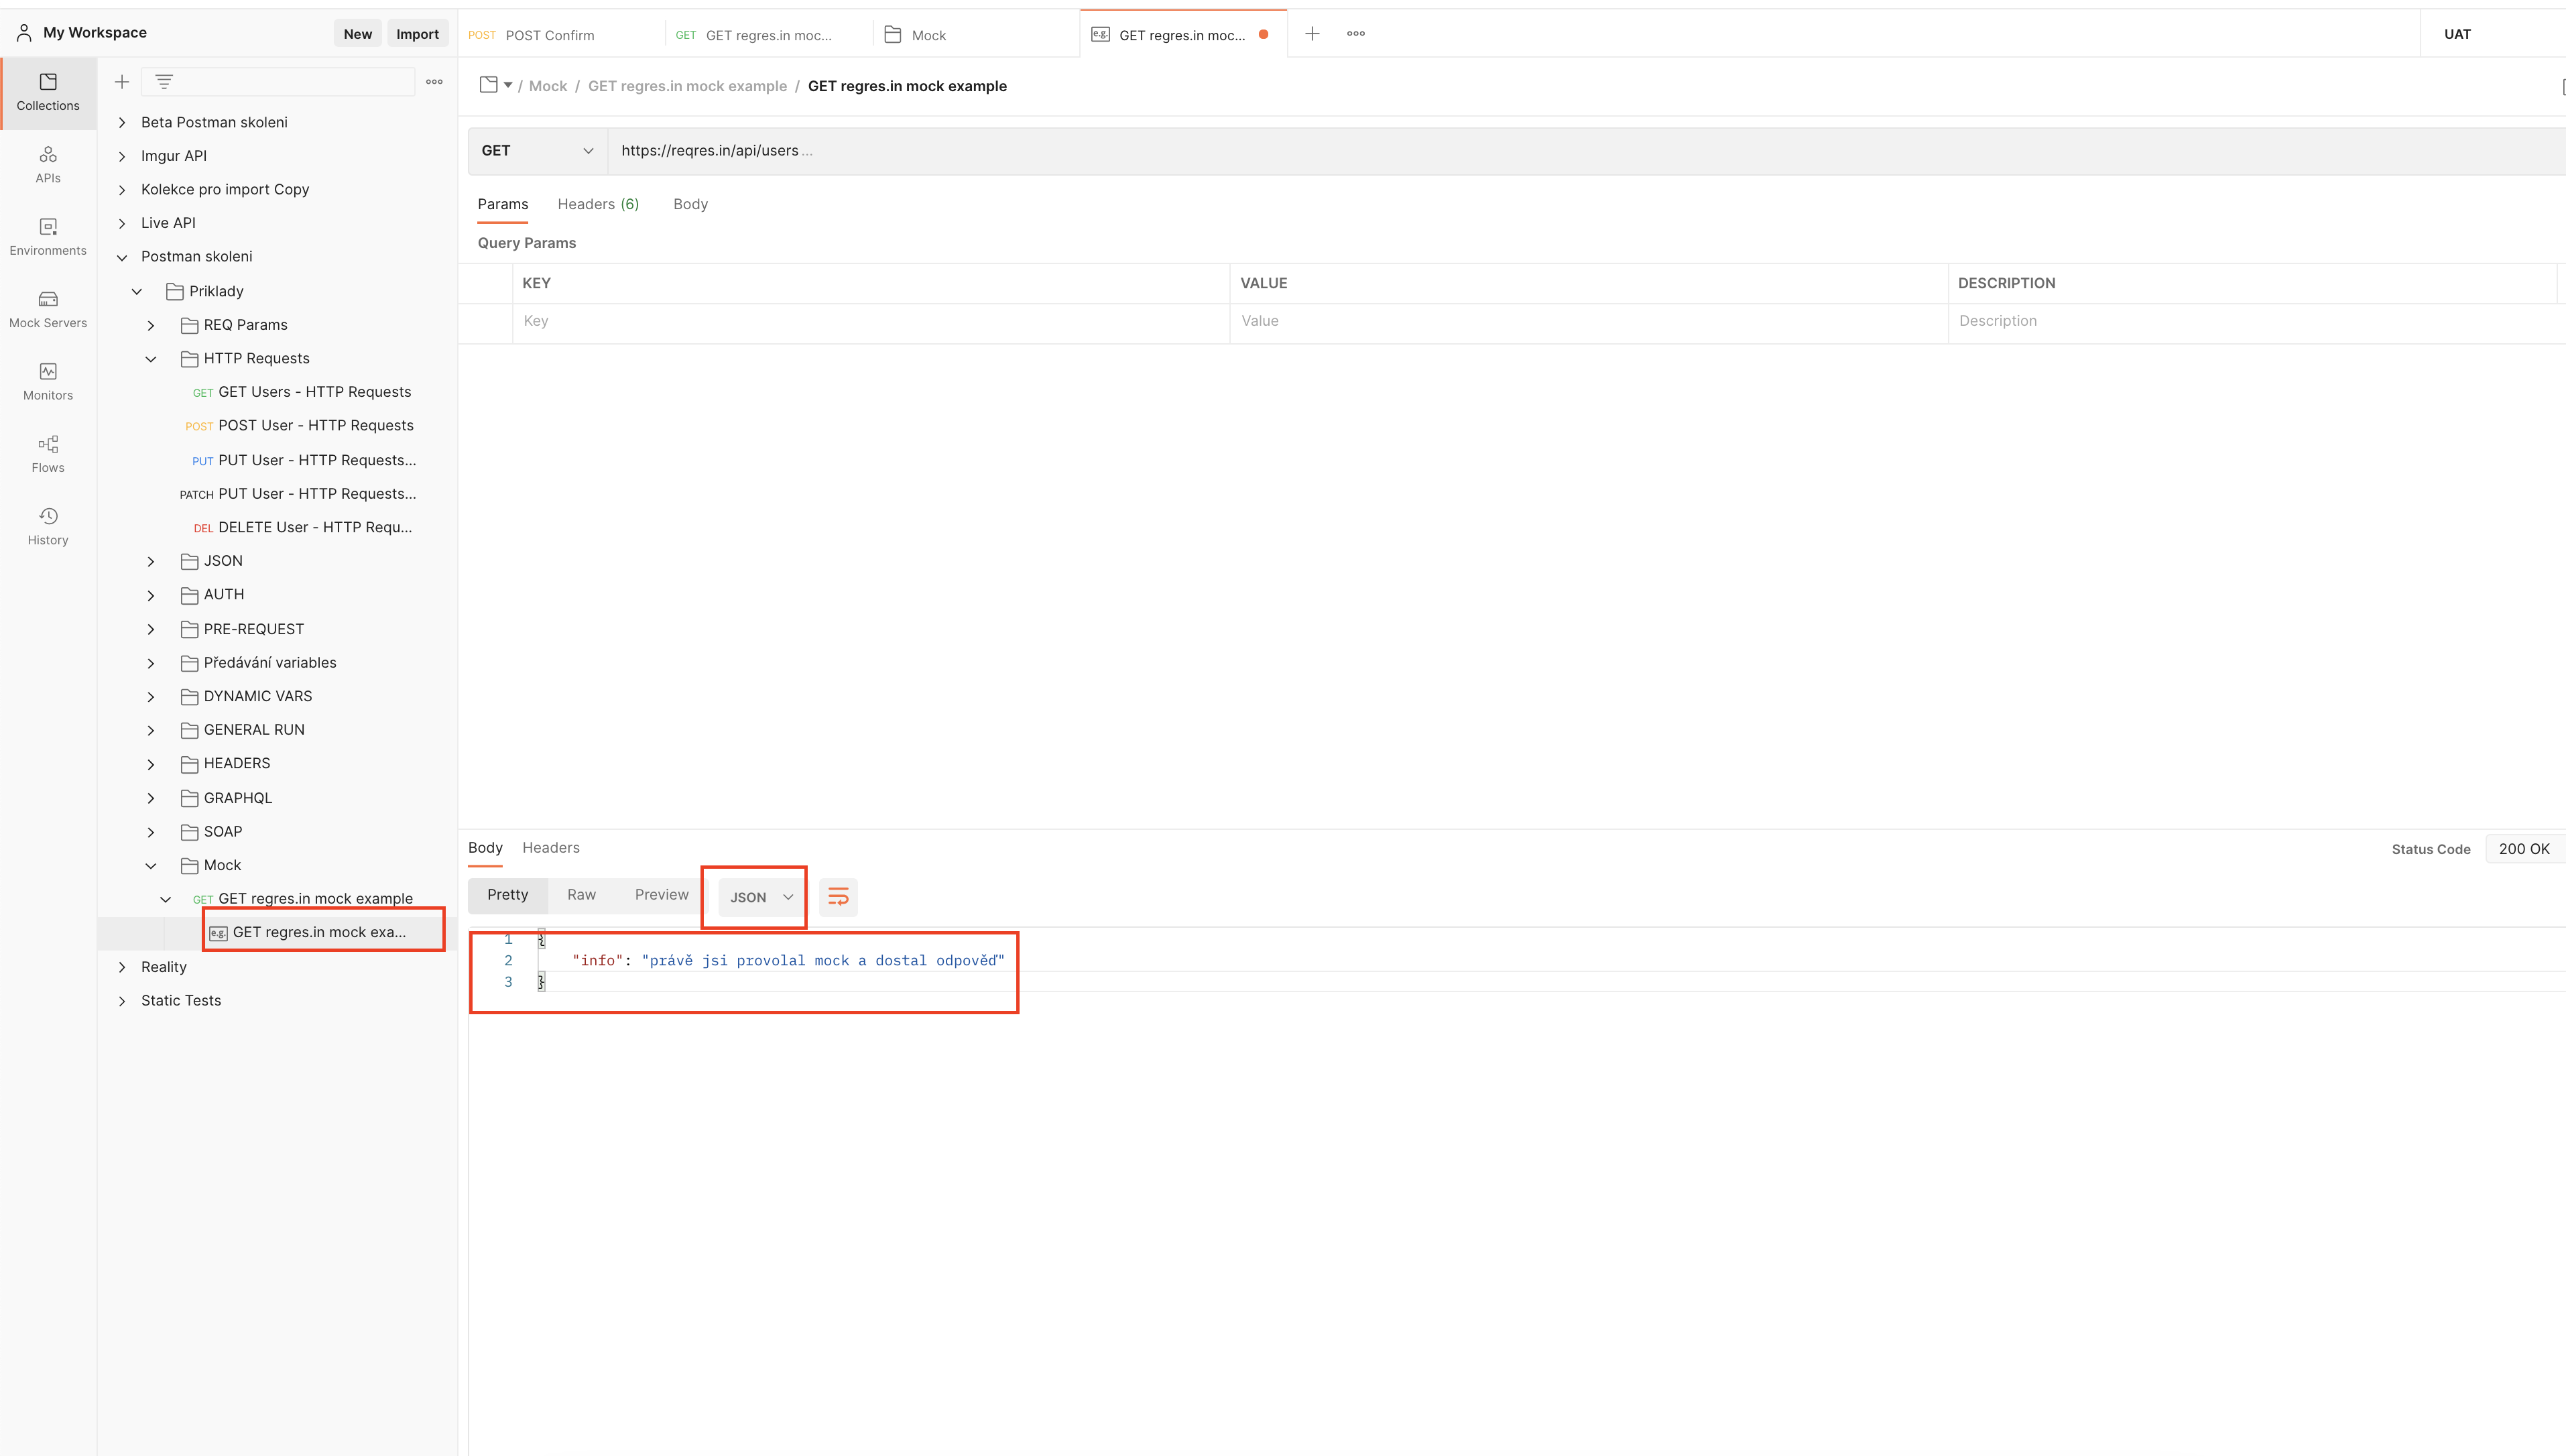 My Workspace
New
Import
POST POST Confirm
GET GET regres.in moc...
Mock
e.g. GET regres.in moc...
UAT
Collections
APIs
Environments
Mock Servers
Monitors
Flows
History
Beta Postman skoleni
Imgur API
Kolekce pro import Copy
Live API
Postman skoleni
Priklady
REQ Params
HTTP Requests
GET GET Users - HTTP Requests
POST POST User - HTTP Requests
PUT PUT User - HTTP Requests...
PATCH PUT User - HTTP Requests...
DEL DELETE User - HTTP Requ...
JSON
AUTH
PRE-REQUEST
Předávání variables
DYNAMIC VARS
GENERAL RUN
HEADERS
GRAPHQL
SOAP
Mock
GET GET regres.in mock example
e.g. GET regres.in mock exa...
Reality
Static Tests
/ Mock / GET regres.in mock example / GET regres.in mock example
GET https://reqres.in/api/users ...
Params Headers (6) Body
Query Params
KEY VALUE DESCRIPTION
Key Value Description
Body Headers
Status Code 200 OK
Pretty Raw Preview JSON
1 {
2 "info": "právě jsi provolal mock a dostal odpověď"
3 }